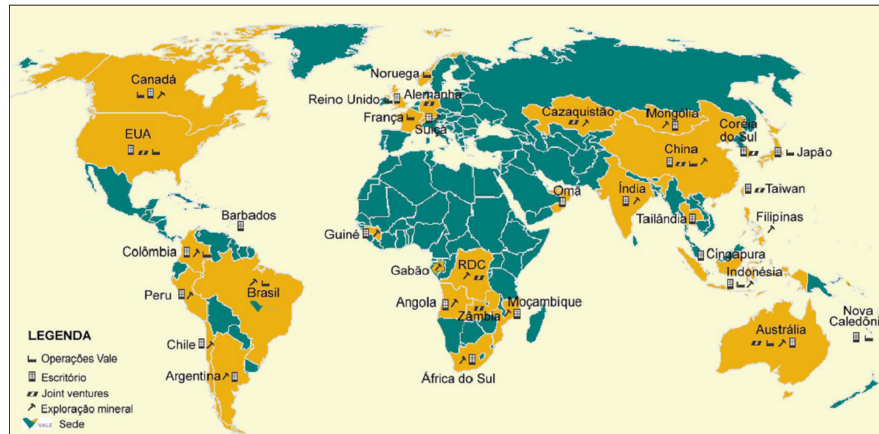 Canadá
Noruega
Reino Unido
Alemanha
França
Suíça
Cazaquistão
Mongólia
Coréia
do Sul
EUA
China
Japão
Taiwan
Omã
Índia
Tailândia
Filipinas
Barbados
Guiné
Colômbia
Cingapura
Gabão
RDC
Indonésia
Peru
Brasil
Angola
Moçambique
Zâmbia
Nova
Caledôni
Austrália
LEGENDA
Chile
Operações Vale
Escritório
Argentina
África do Sul
Joint ventures
Exploração mineral
VALE Sede